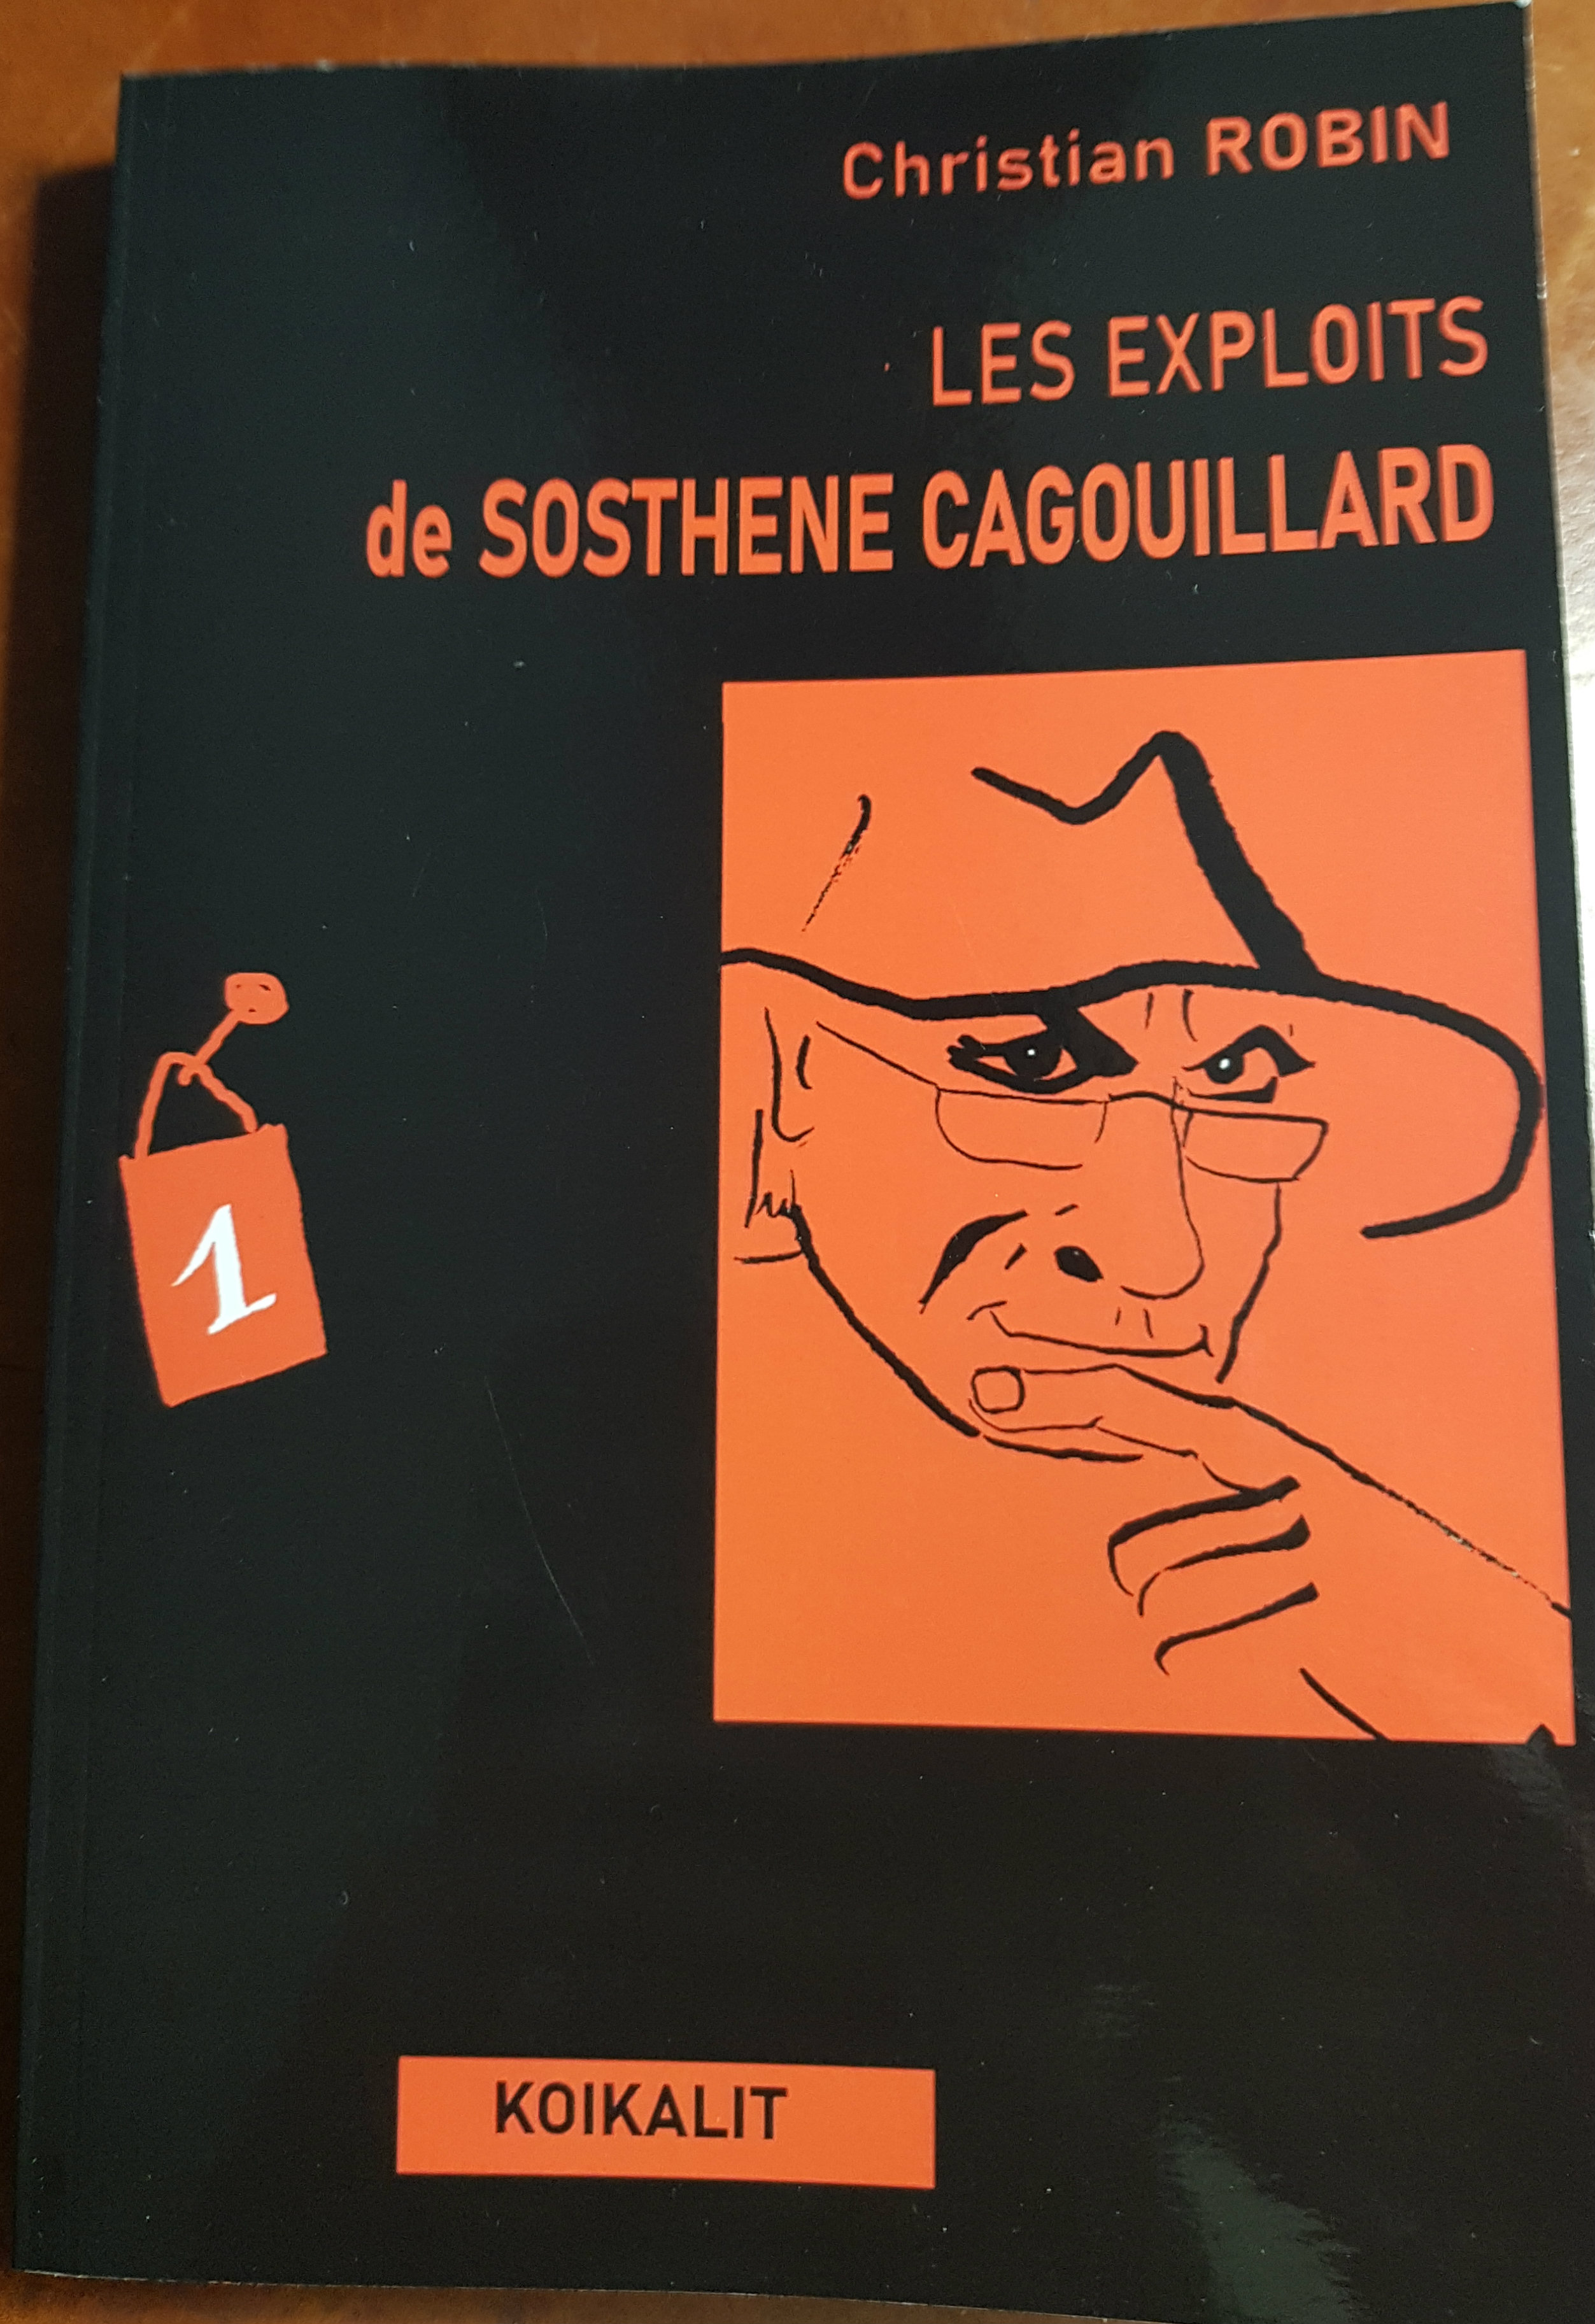 Christian ROBIN
LES EXPLOITS
de SOSTHENE CAGOUILLARD
1
KOIKALIT